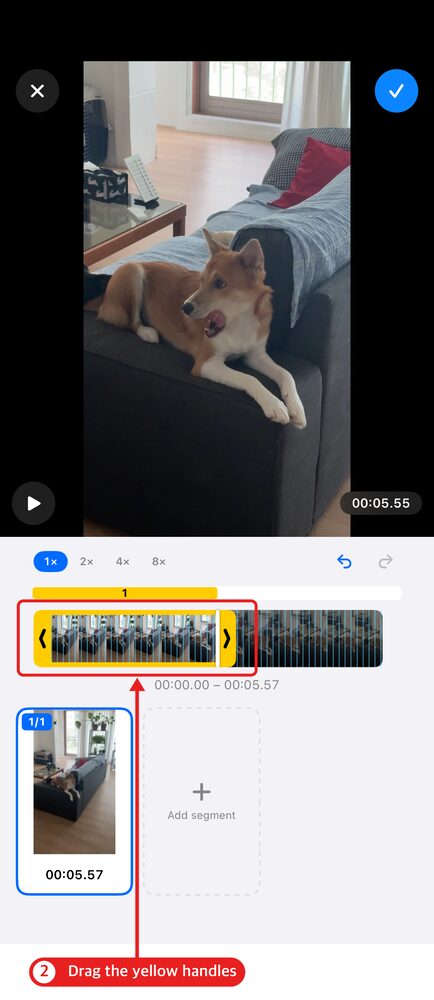 00:05.55
1× 2× 4× 8×
1
00:00.00 – 00:05.57
1/1
Add segment
00:05.57
2 Drag the yellow handles